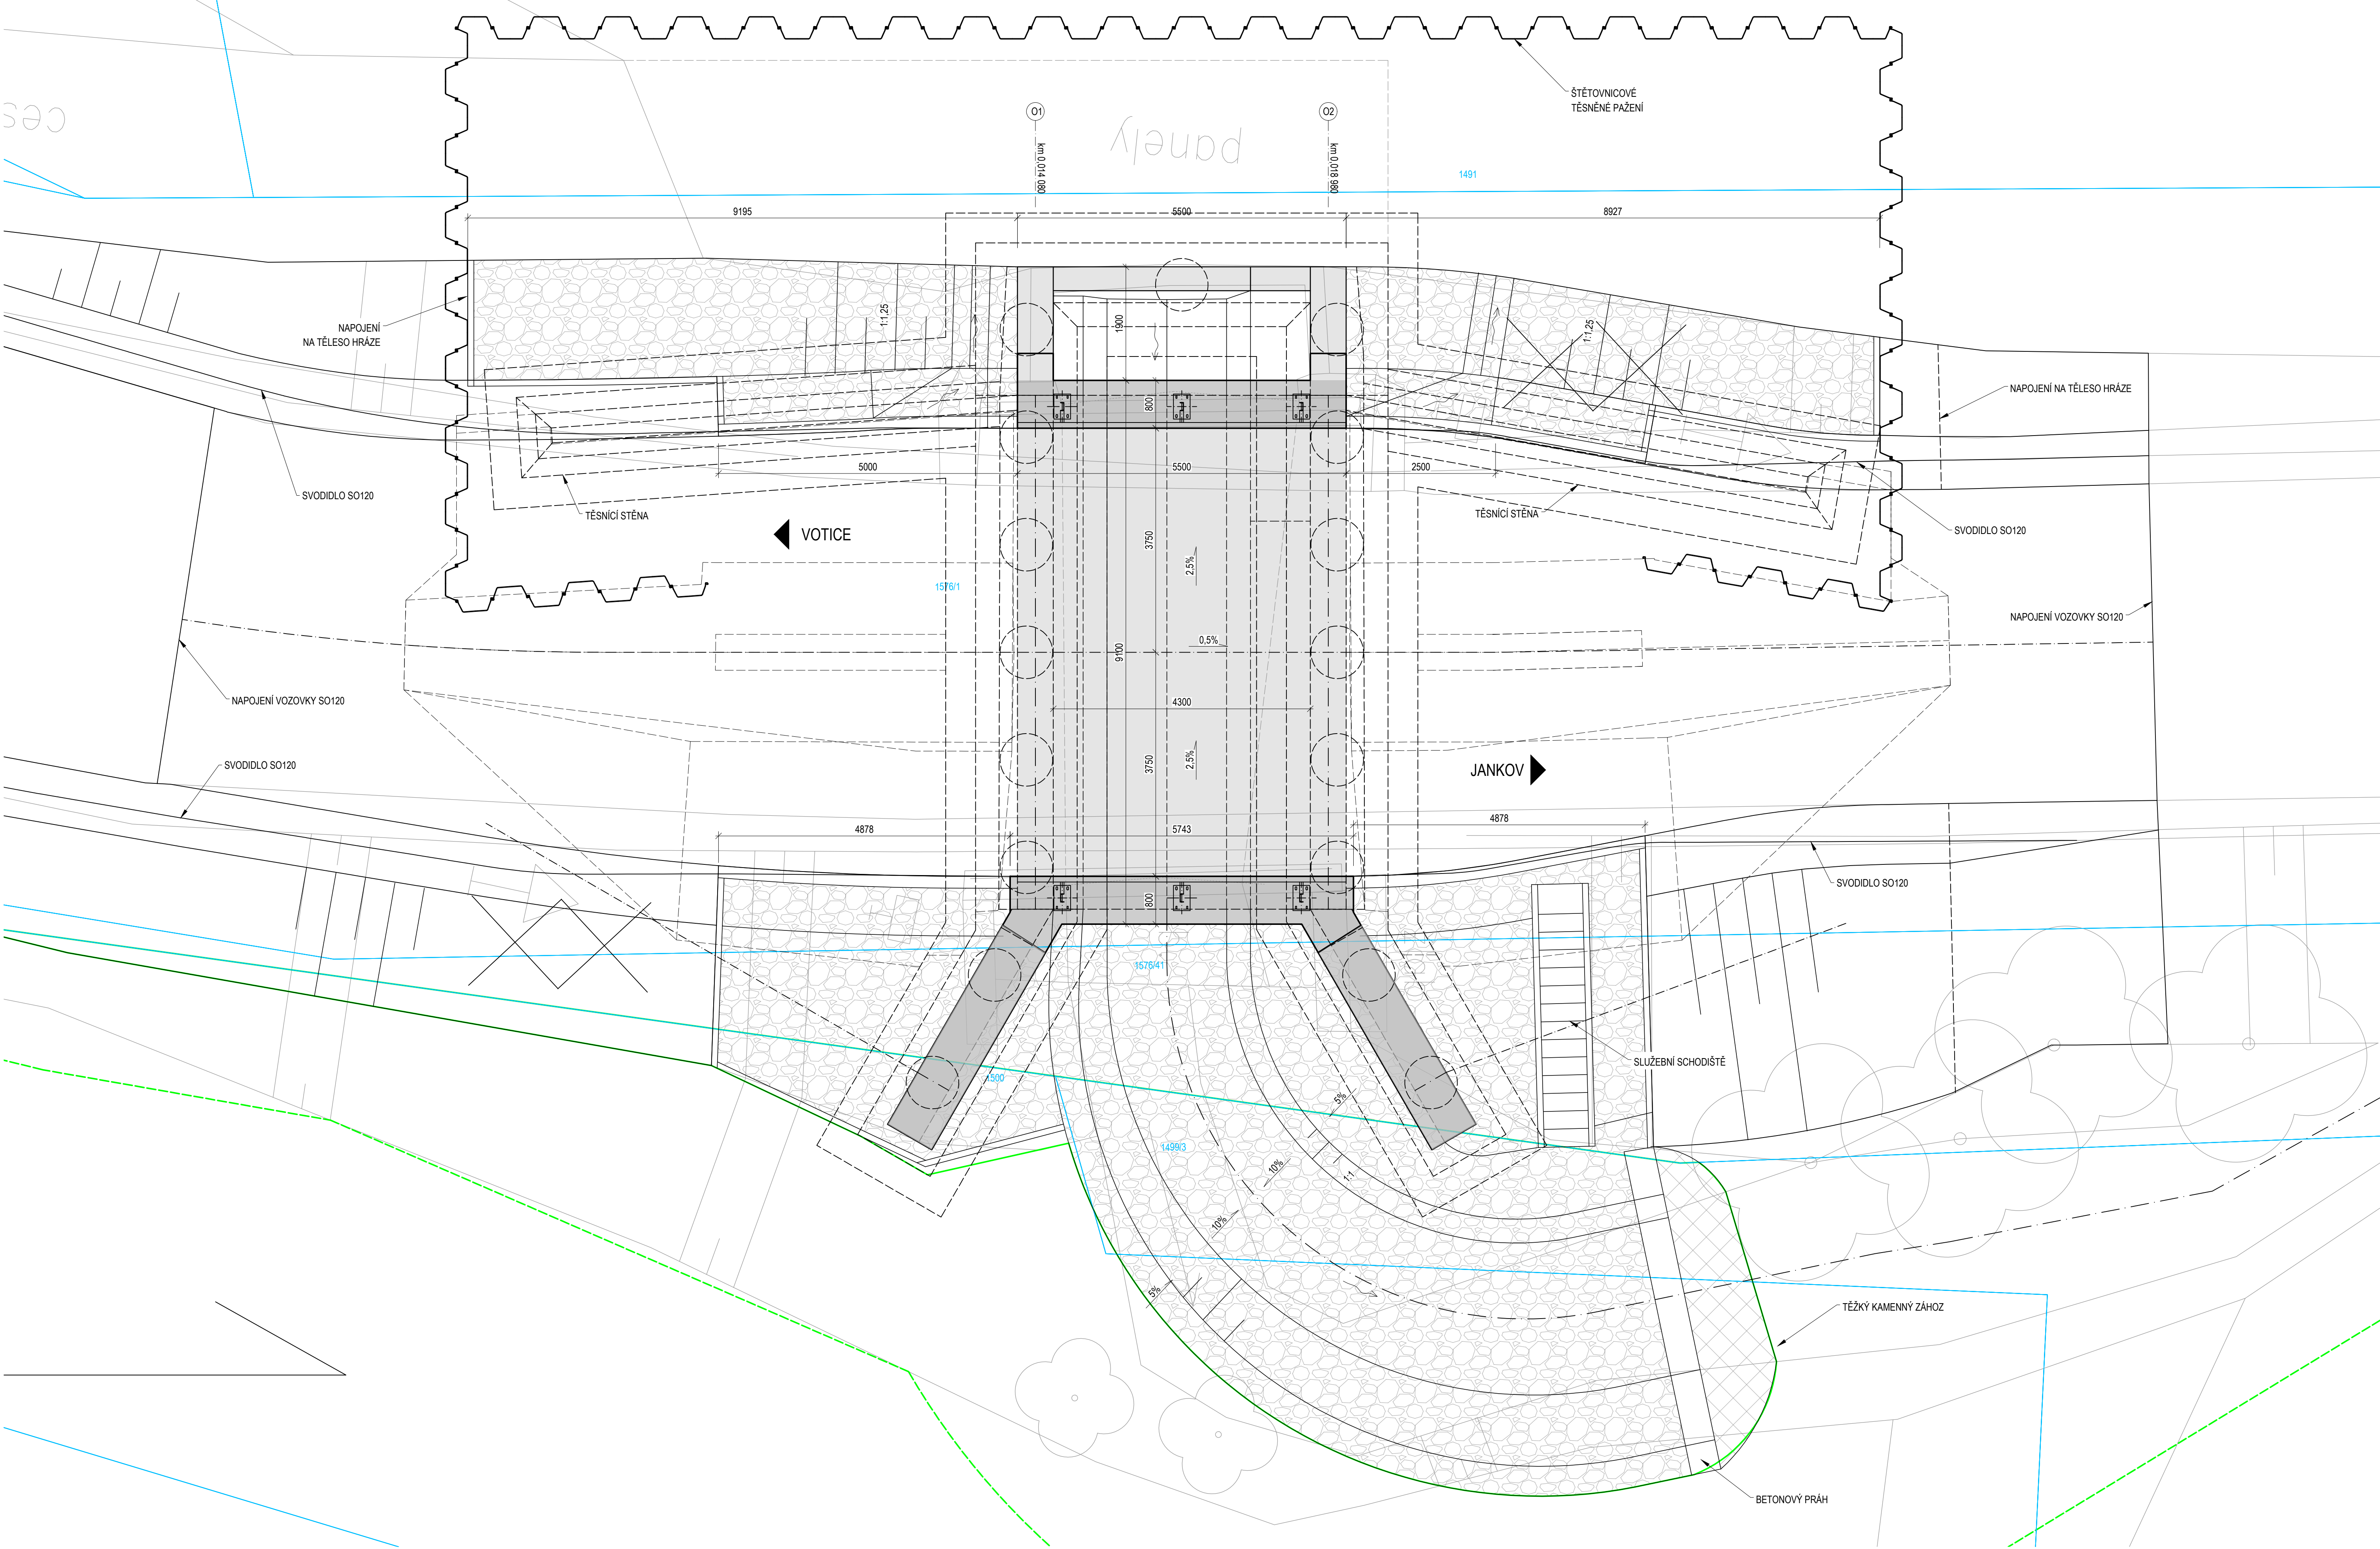 ŠTĚTOVNICOVÉ
TĚSNĚNÉ PAŽENÍ
O1
O2
panely
ces
km 0,014 080
km 0,018 980
1491
9195
5500
8927
NAPOJENÍ
NA TĚLESO HRÁZE
1:1,25
1900
1:1,25
NAPOJENÍ NA TĚLESO HRÁZE
800
5000
5500
2500
SVODIDLO SO120
TĚSNÍCÍ STĚNA
TĚSNÍCÍ STĚNA
SVODIDLO SO120
VOTICE
3750
2,5%
1576/1
NAPOJENÍ VOZOVKY SO120
0,5%
9100
NAPOJENÍ VOZOVKY SO120
4300
SVODIDLO SO120
3750
2,5%
JANKOV
4878
5743
4878
SVODIDLO SO120
800
1576/41
SLUŽEBNÍ SCHODIŠTĚ
1500
5%
1499/3
10%
1:1
10%
5%
TĚŽKÝ KAMENNÝ ZÁHOZ
BETONOVÝ PRÁH